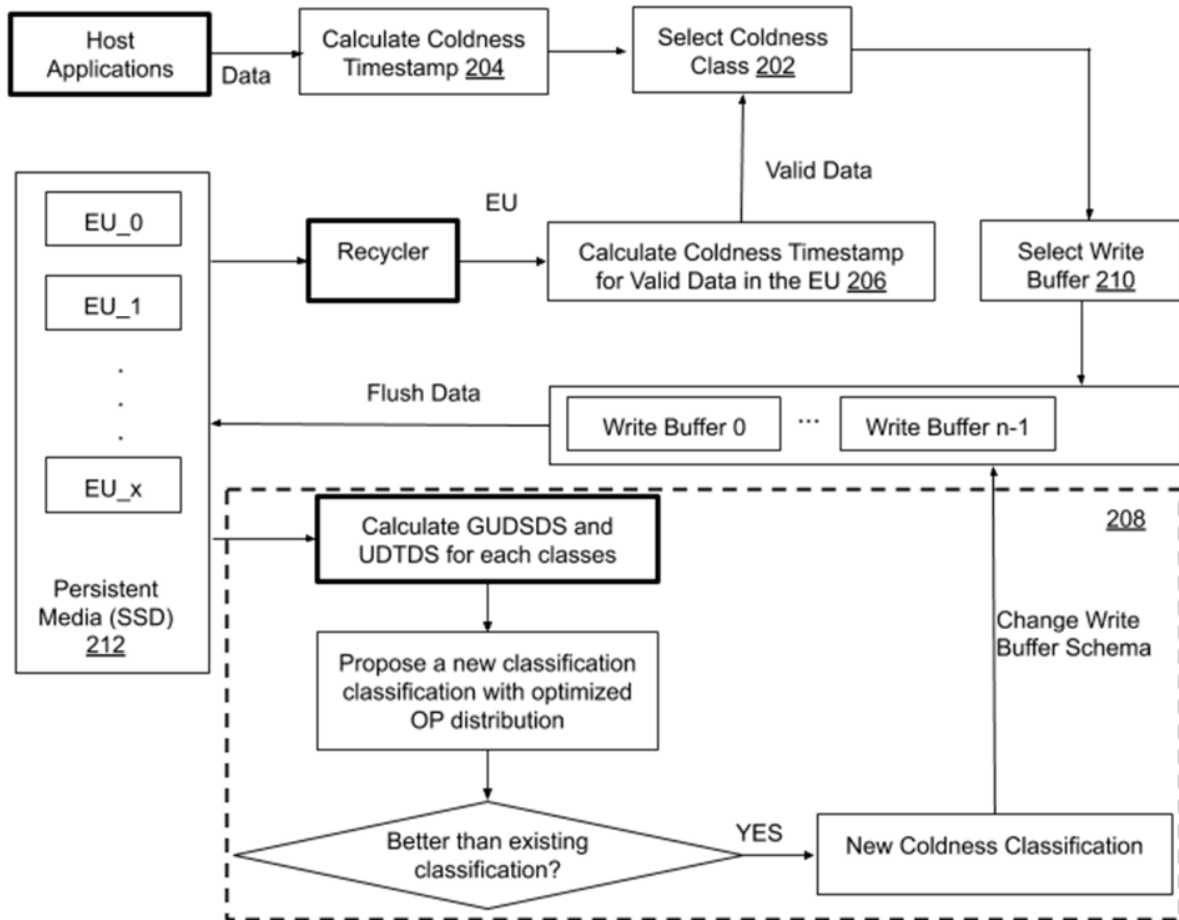 Host
Applications
Data
Calculate Coldness
Timestamp 204
Select Coldness
Class 202
Valid Data
EU_0
EU_1
.
.
.
EU_x
Persistent
Media (SSD)
212
Recycler
EU
Calculate Coldness Timestamp
for Valid Data in the EU 206
Select Write
Buffer 210
Flush Data
Write Buffer 0
...
Write Buffer n-1
208
Calculate GUDSDS and
UDTDS for each classes
Propose a new classification
classification with optimized
OP distribution
Better than existing
classification?
YES
New Coldness Classification
Change Write
Buffer Schema